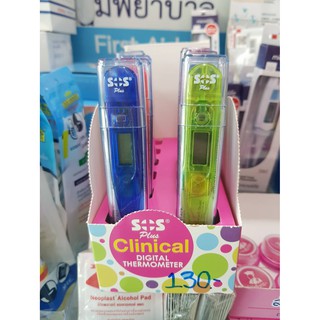 มีพยาบาล
First Aid
SOS
Plus
SOS
Plus
SOS
Plus
Clinical
DIGITAL
THERMOMETER
130.-
Neoplast Alcohol Pad